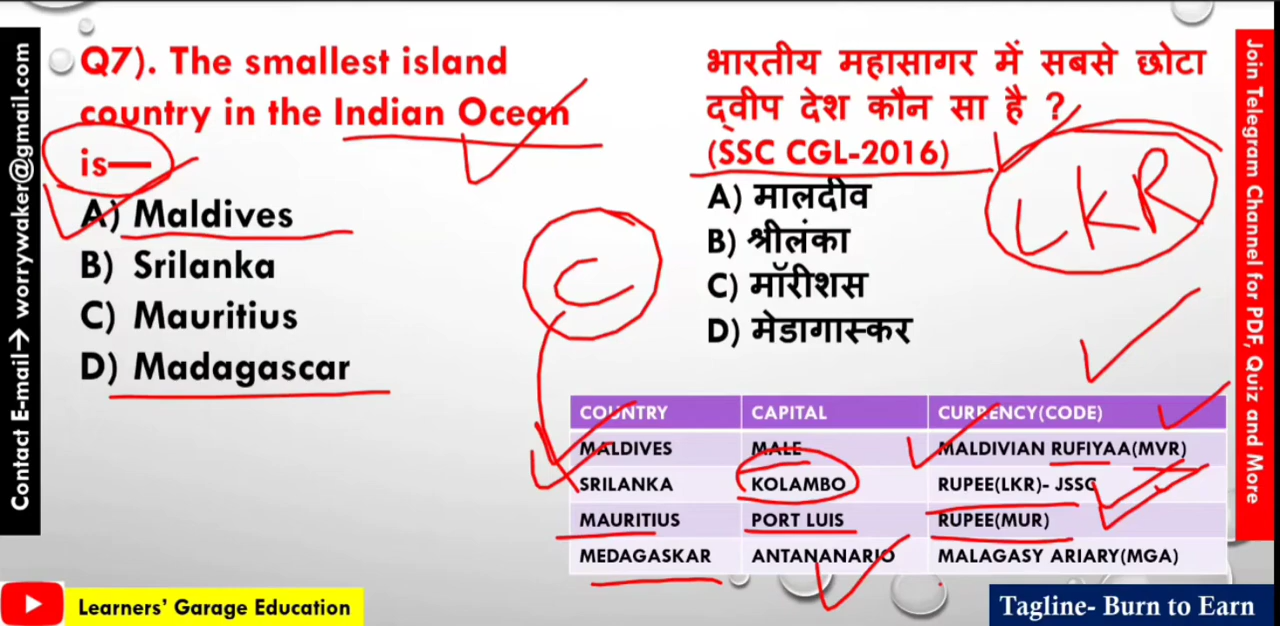 Contact E-mail→ worrywaker@gmail.com
Q7). The smallest island
country in the Indian Ocean
is—
A) Maldives
B) Srilanka
C) Mauritius
D) Madagascar
C
भारतीय महासागर में सबसे छोटा
द्वीप देश कौन सा है ?
(SSC CGL-2016)
A) मालदीव
B) श्रीलंका
C) मॉरीशस
D) मेडागास्कर
LKR
COUNTRY CAPITAL CURRENCY(CODE)
MALDIVES MALE MALDIVIAN RUFIYAA(MVR)
SRILANKA KOLAMBO RUPEE(LKR)- JSSC
MAURITIUS PORT LUIS RUPEE(MUR)
MEDAGASKAR ANTANANARIO MALAGASY ARIARY(MGA)
Join Telegram Channel for PDF, Quiz and More
Learners' Garage Education
Tagline- Burn to Earn